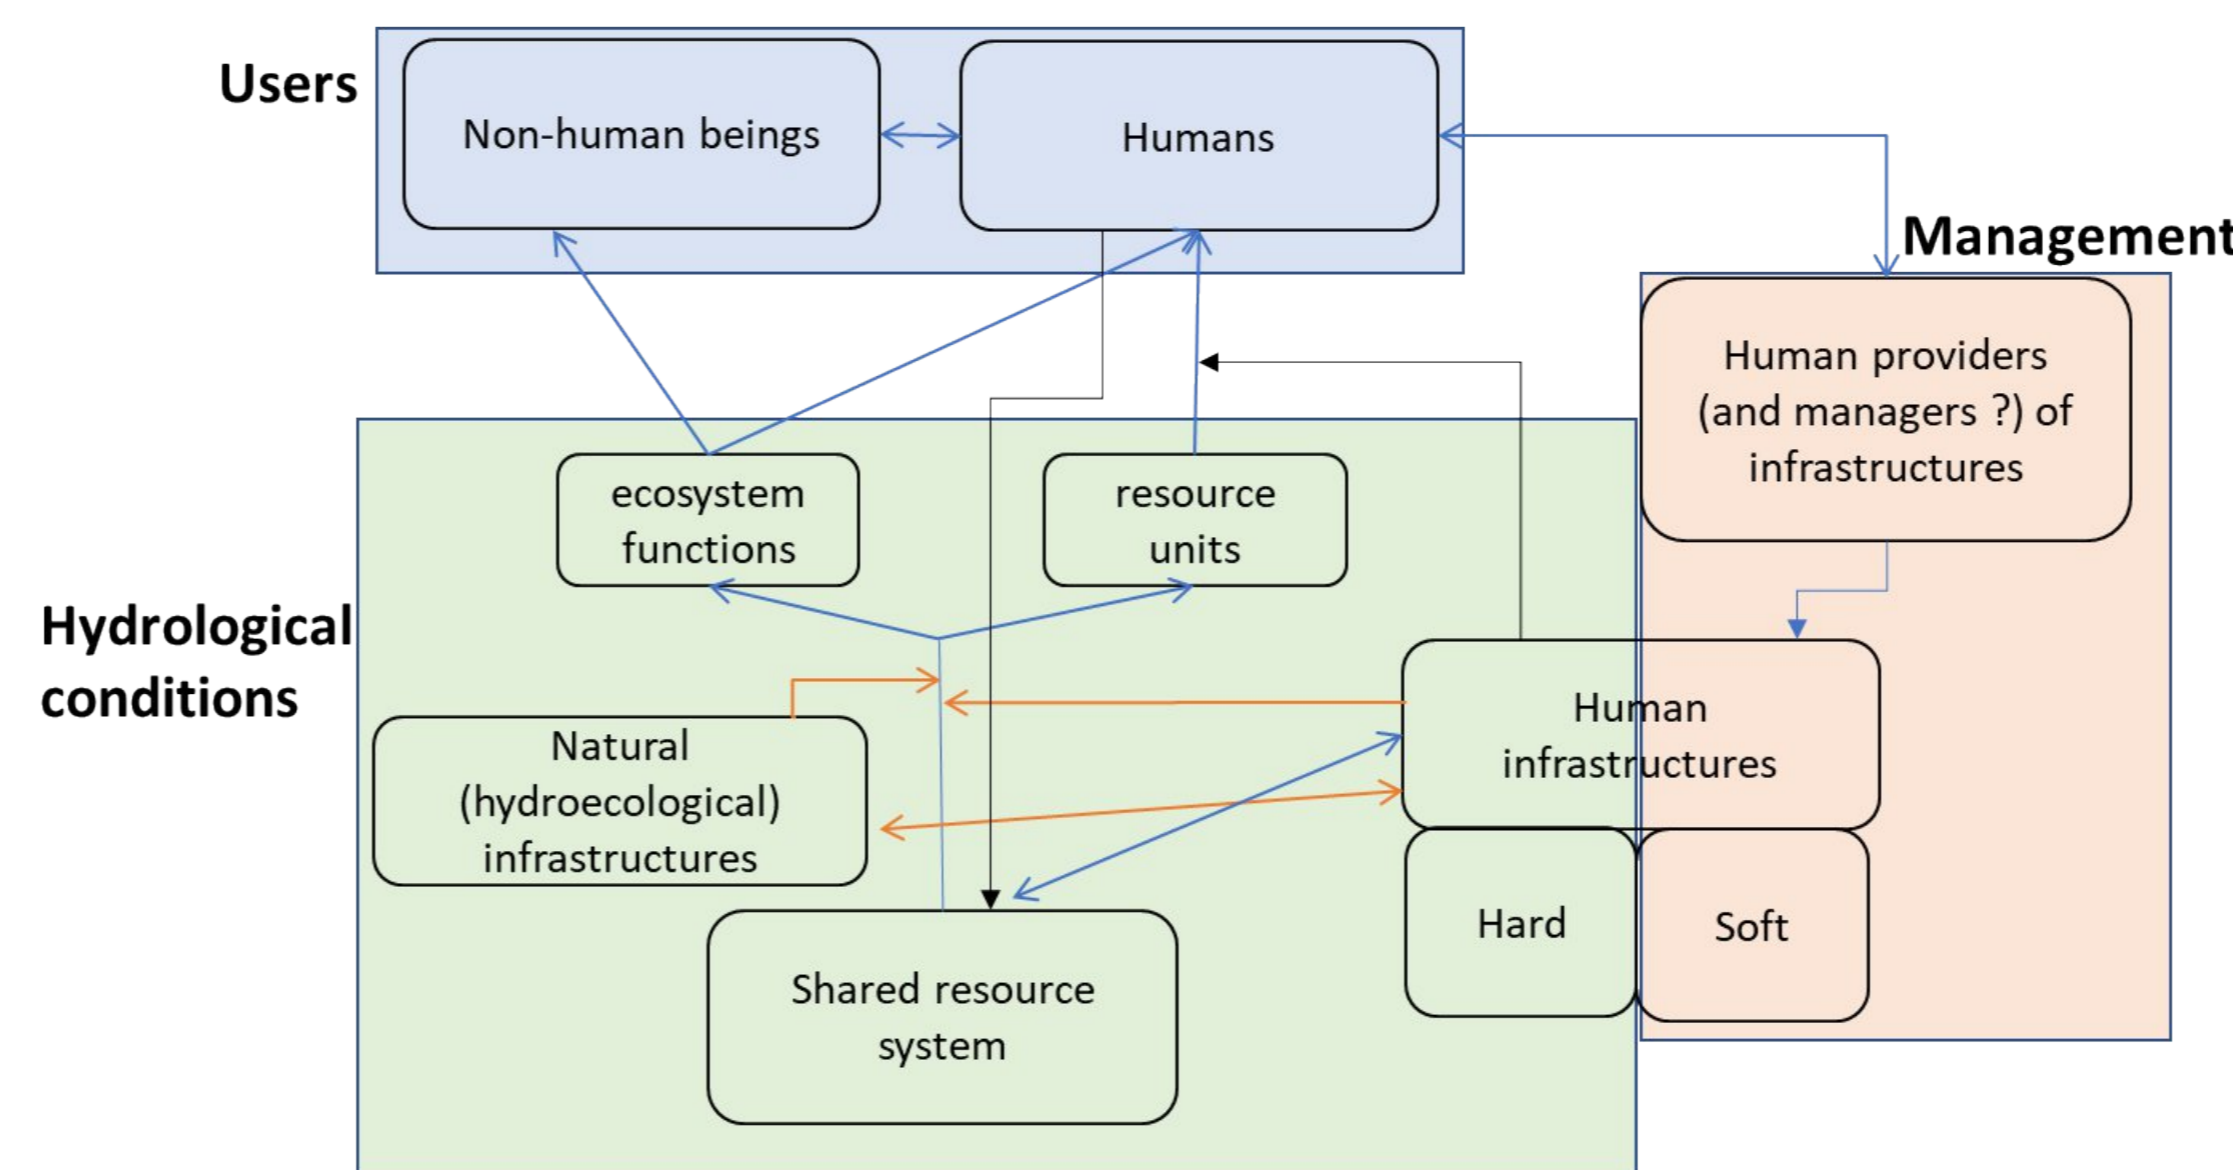 Users
Non-human beings
Humans
Management
Human providers
(and managers ?) of
infrastructures
ecosystem
functions
resource
units
Hydrological
conditions
Natural
(hydroecological)
infrastructures
Human
infrastructures
Hard
Soft
Shared resource
system